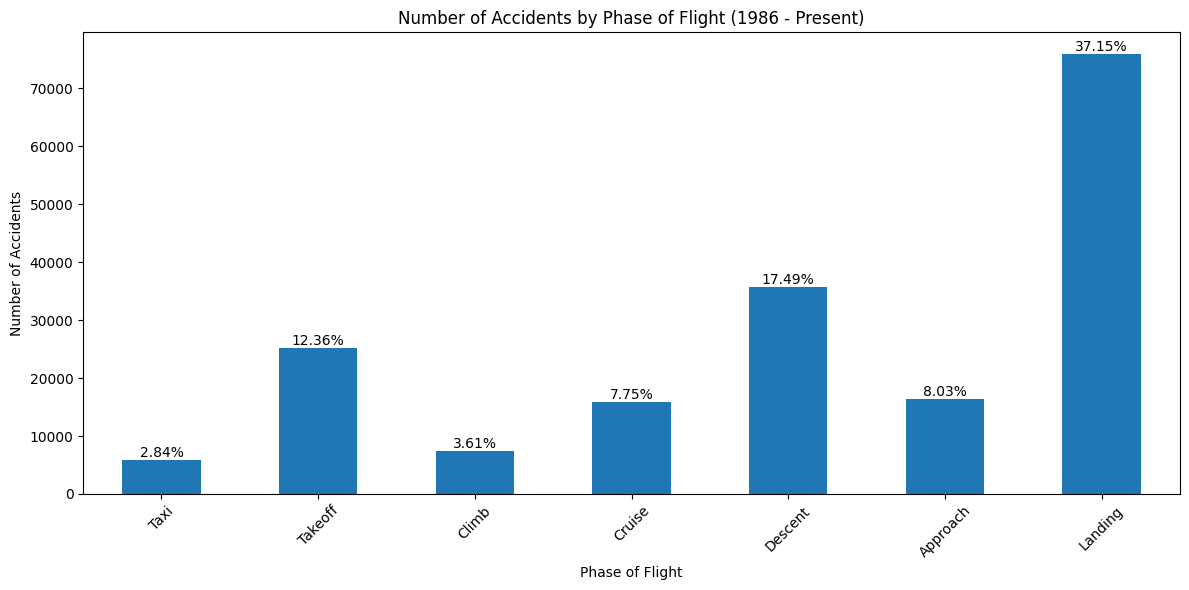 Number of Accidents by Phase of Flight (1986 - Present)
Number of Accidents
70000
60000
50000
40000
30000
20000
10000
0
2.84%
12.36%
3.61%
7.75%
17.49%
8.03%
37.15%
Taxi
Takeoff
Climb
Cruise
Descent
Approach
Landing
Phase of Flight